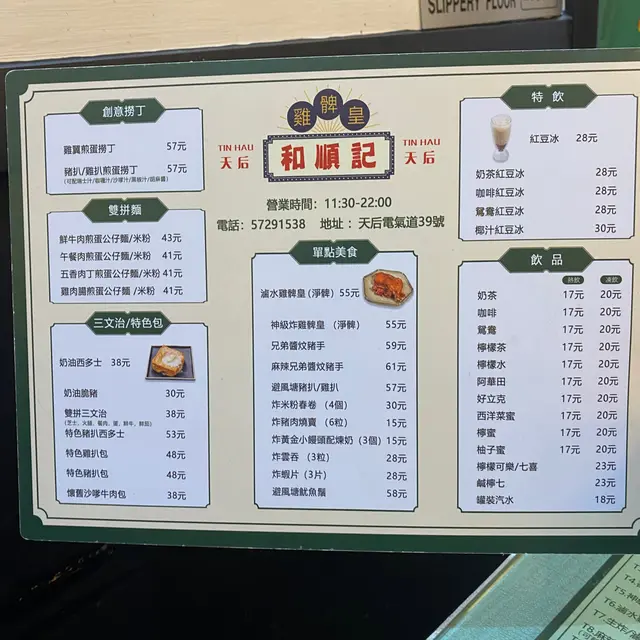 SLIPPERY FLOOR
雞髀皇
TIN HAU
天后
和順記
TIN HAU
天后
營業時間：11:30-22:00
電話：57291538 地址：天后電氣道39號
創意撈丁
雞翼煎蛋撈丁 57元
豬扒/雞扒煎蛋撈丁 57元
雙拼麵
鮮牛肉煎蛋公仔麵/米粉 43元
午餐肉煎蛋公仔麵/米粉 41元
五香肉丁煎蛋公仔麵/米粉 41元
雞肉腸煎蛋公仔麵/米粉 41元
三文治/特色包
奶油西多士 38元
奶油脆豬 30元
雙拼三文治 38元
特色豬扒西多士 53元
特色雞扒包 48元
特色豬扒包 48元
懷舊沙嗲牛肉包 38元
單點美食
滷水雞髀皇(淨髀) 55元
神級炸雞髀皇 (淨髀) 55元
兄弟醬炆豬手 59元
麻辣兄弟醬炆豬手 61元
避風塘豬扒/雞扒 57元
炸米粉春卷 (4個) 30元
炸豬肉燒賣 (6粒) 15元
炸黃金小饅頭配煉奶 (3個) 15元
炸雲吞 (3粒) 28元
炸蝦片 (3片) 28元
避風塘魷魚鬚 58元
特飲
紅豆冰 28元
奶茶紅豆冰 28元
咖啡紅豆冰 28元
鴛鴦紅豆冰 28元
椰汁紅豆冰 30元
飲品
熱飲 凍飲
奶茶 17元 20元
咖啡 17元 20元
鴛鴦 17元 20元
檸檬茶 17元 20元
檸檬水 17元 20元
阿華田 17元 20元
好立克 17元 20元
西洋菜蜜 17元 20元
檸蜜 17元 20元
柚子蜜 17元 20元
檸檬可樂/七喜 23元
鹹檸七 23元
罐裝汽水 18元